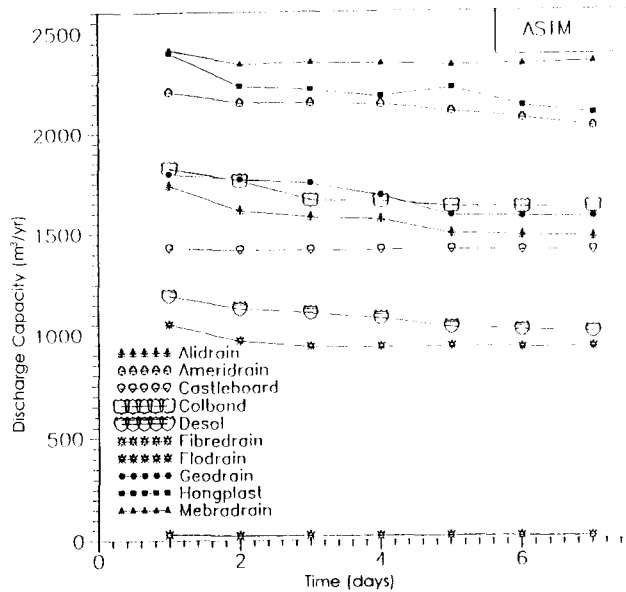 ASTM
2500
2000
1500
1000
500
0
Discharge Capacity (m³/yr)
Alidrain
Ameridrain
Castleboard
Colbond
Desol
Fibredrain
Flodrain
Geodrain
Hongplast
Mebradrain
0 2 4 6
Time (days)